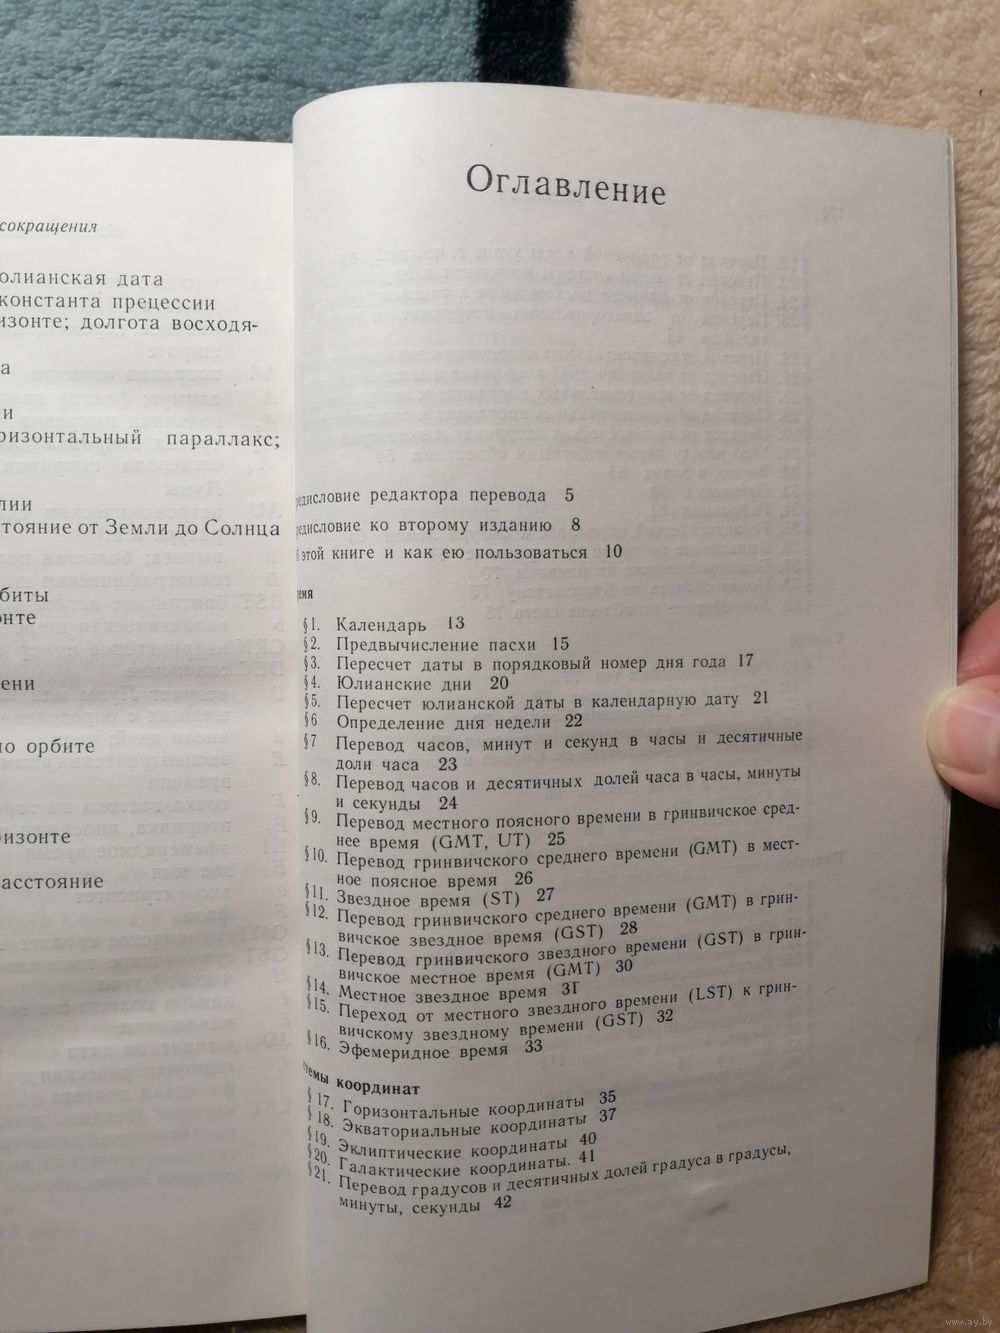 сокращения
олианская дата
константа прецессии
изонте; долгота восходя-
а
и
ризонтальный параллакс;
лии
стояние от Земли до Солнца
биты
онте
ени
по орбите
ризонте
асстояние
Оглавление
едисловие редактора перевода 5
едисловие ко второму изданию 8
б этой книге и как ею пользоваться 10
емя
§1. Календарь 13
§2. Предвычисление пасхи 15
§3. Пересчет даты в порядковый номер дня года 17
§4. Юлианские дни 20
§5. Пересчет юлианской даты в календарную дату 21
§6 Определение дня недели 22
§7 Перевод часов, минут и секунд в часы и десятичные
доли часа 23
§8. Перевод часов и десятичных долей часа в часы, минуты
и секунды 24
§9. Перевод местного поясного времени в гринвичское сред-
нее время (GMT, UT) 25
§10. Перевод гринвичского среднего времени (GMT) в мест-
ное поясное время 26
§11. Звездное время (ST) 27
§12. Перевод гринвичского среднего времени (GMT) в грин-
вичское звездное время (GST) 28
§13. Перевод гринвичского звездного времени (GST) в грин-
вичское местное время (GMT) 30
§14. Местное звездное время 31
§15. Переход от местного звездного времени (LST) к грин-
вичскому звездному времени (GST) 32
§16. Эфемеридное время 33
темы координат
§17. Горизонтальные координаты 35
§18. Экваториальные координаты 37
§19. Эклиптические координаты 40
§20. Галактические координаты. 41
§21. Перевод градусов и десятичных долей градуса в градусы,
минуты, секунды 42
www.ay.by